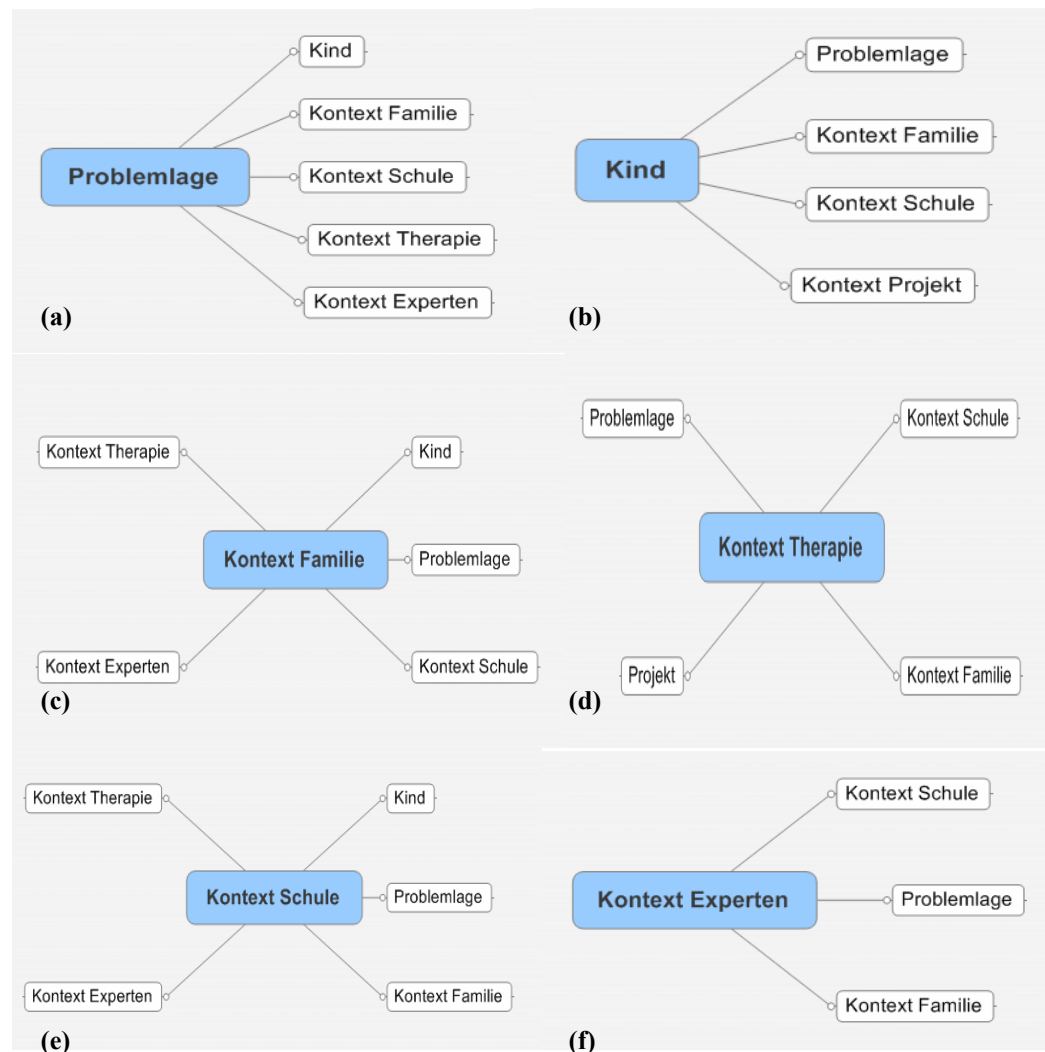 Kind
Kontext Familie
Problemlage
Kontext Schule
Kontext Therapie
Kontext Experten
(a)
Problemlage
Kontext Familie
Kind
Kontext Schule
Kontext Projekt
(b)
Kontext Therapie
Kind
Kontext Familie
Problemlage
Kontext Experten
Kontext Schule
(c)
Problemlage
Kontext Schule
Kontext Therapie
Projekt
Kontext Familie
(d)
Kontext Therapie
Kind
Kontext Schule
Problemlage
Kontext Experten
Kontext Familie
(e)
Kontext Schule
Kontext Experten
Problemlage
Kontext Familie
(f)